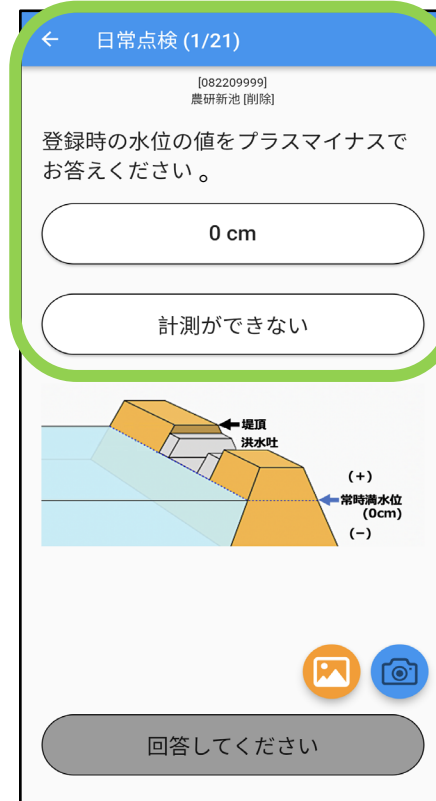 日常点検 (1/21)
[082209999]
農研新池 [削除]
登録時の水位の値をプラスマイナスで
お答えください 。
0 cm
計測ができない
堤頂
洪水吐
(+)
常時満水位
(0cm)
(-)
回答してください